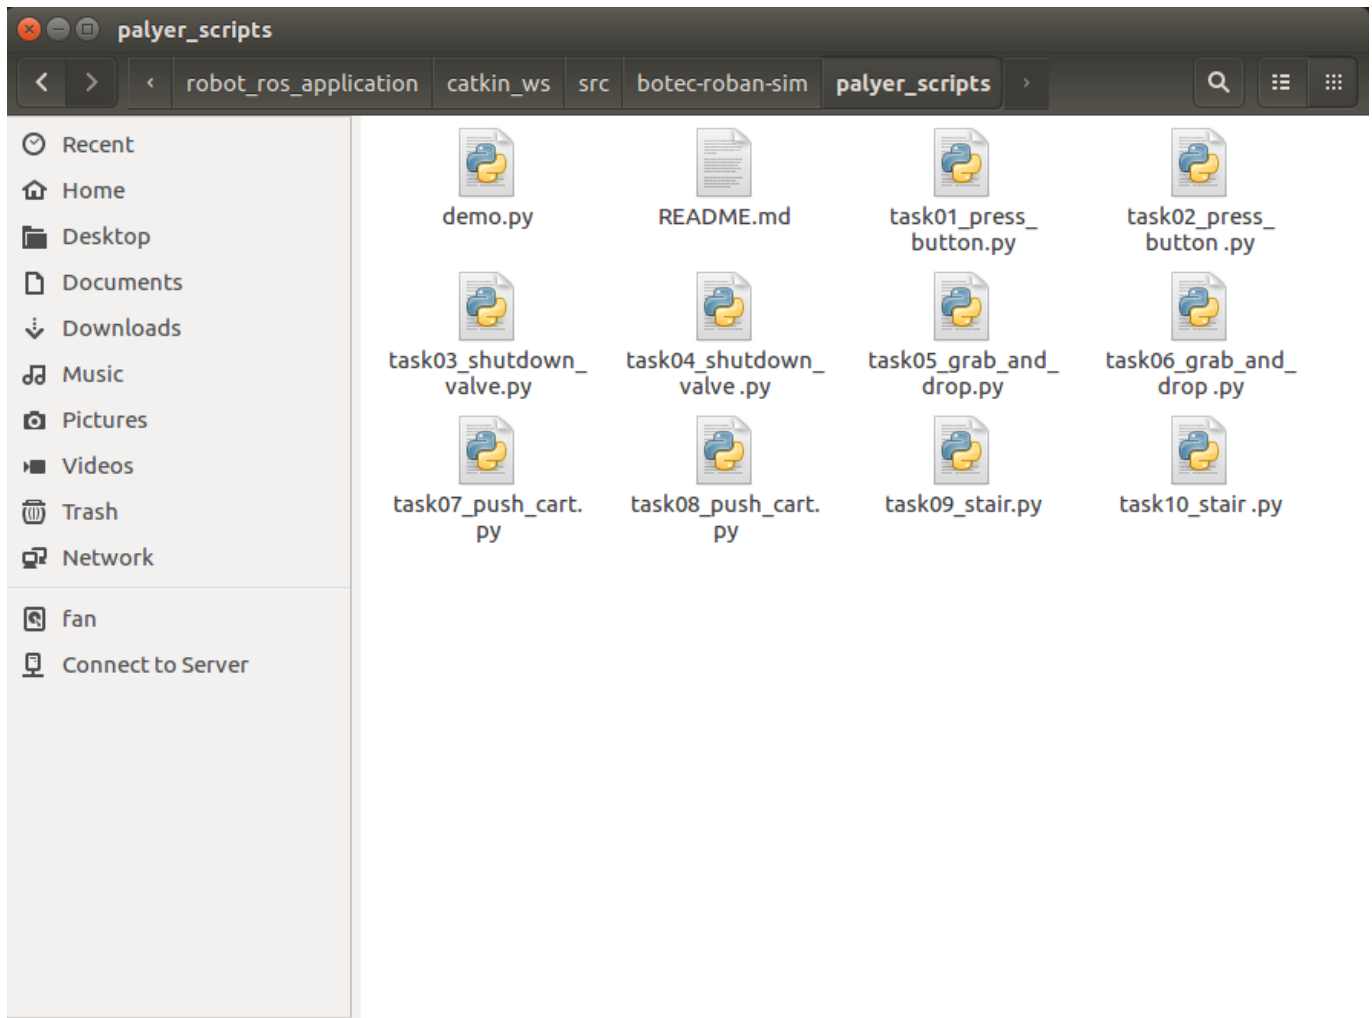 palyer_scripts
robot_ros_application catkin_ws src botec-roban-sim palyer_scripts
Recent
Home
Desktop
Documents
Downloads
Music
Pictures
Videos
Trash
Network
fan
Connect to Server
demo.py
README.md
task01_press_
button.py
task02_press_
button .py
task03_shutdown_
valve.py
task04_shutdown_
valve .py
task05_grab_and_
drop.py
task06_grab_and_
drop .py
task07_push_cart.
py
task08_push_cart.
py
task09_stair.py
task10_stair .py